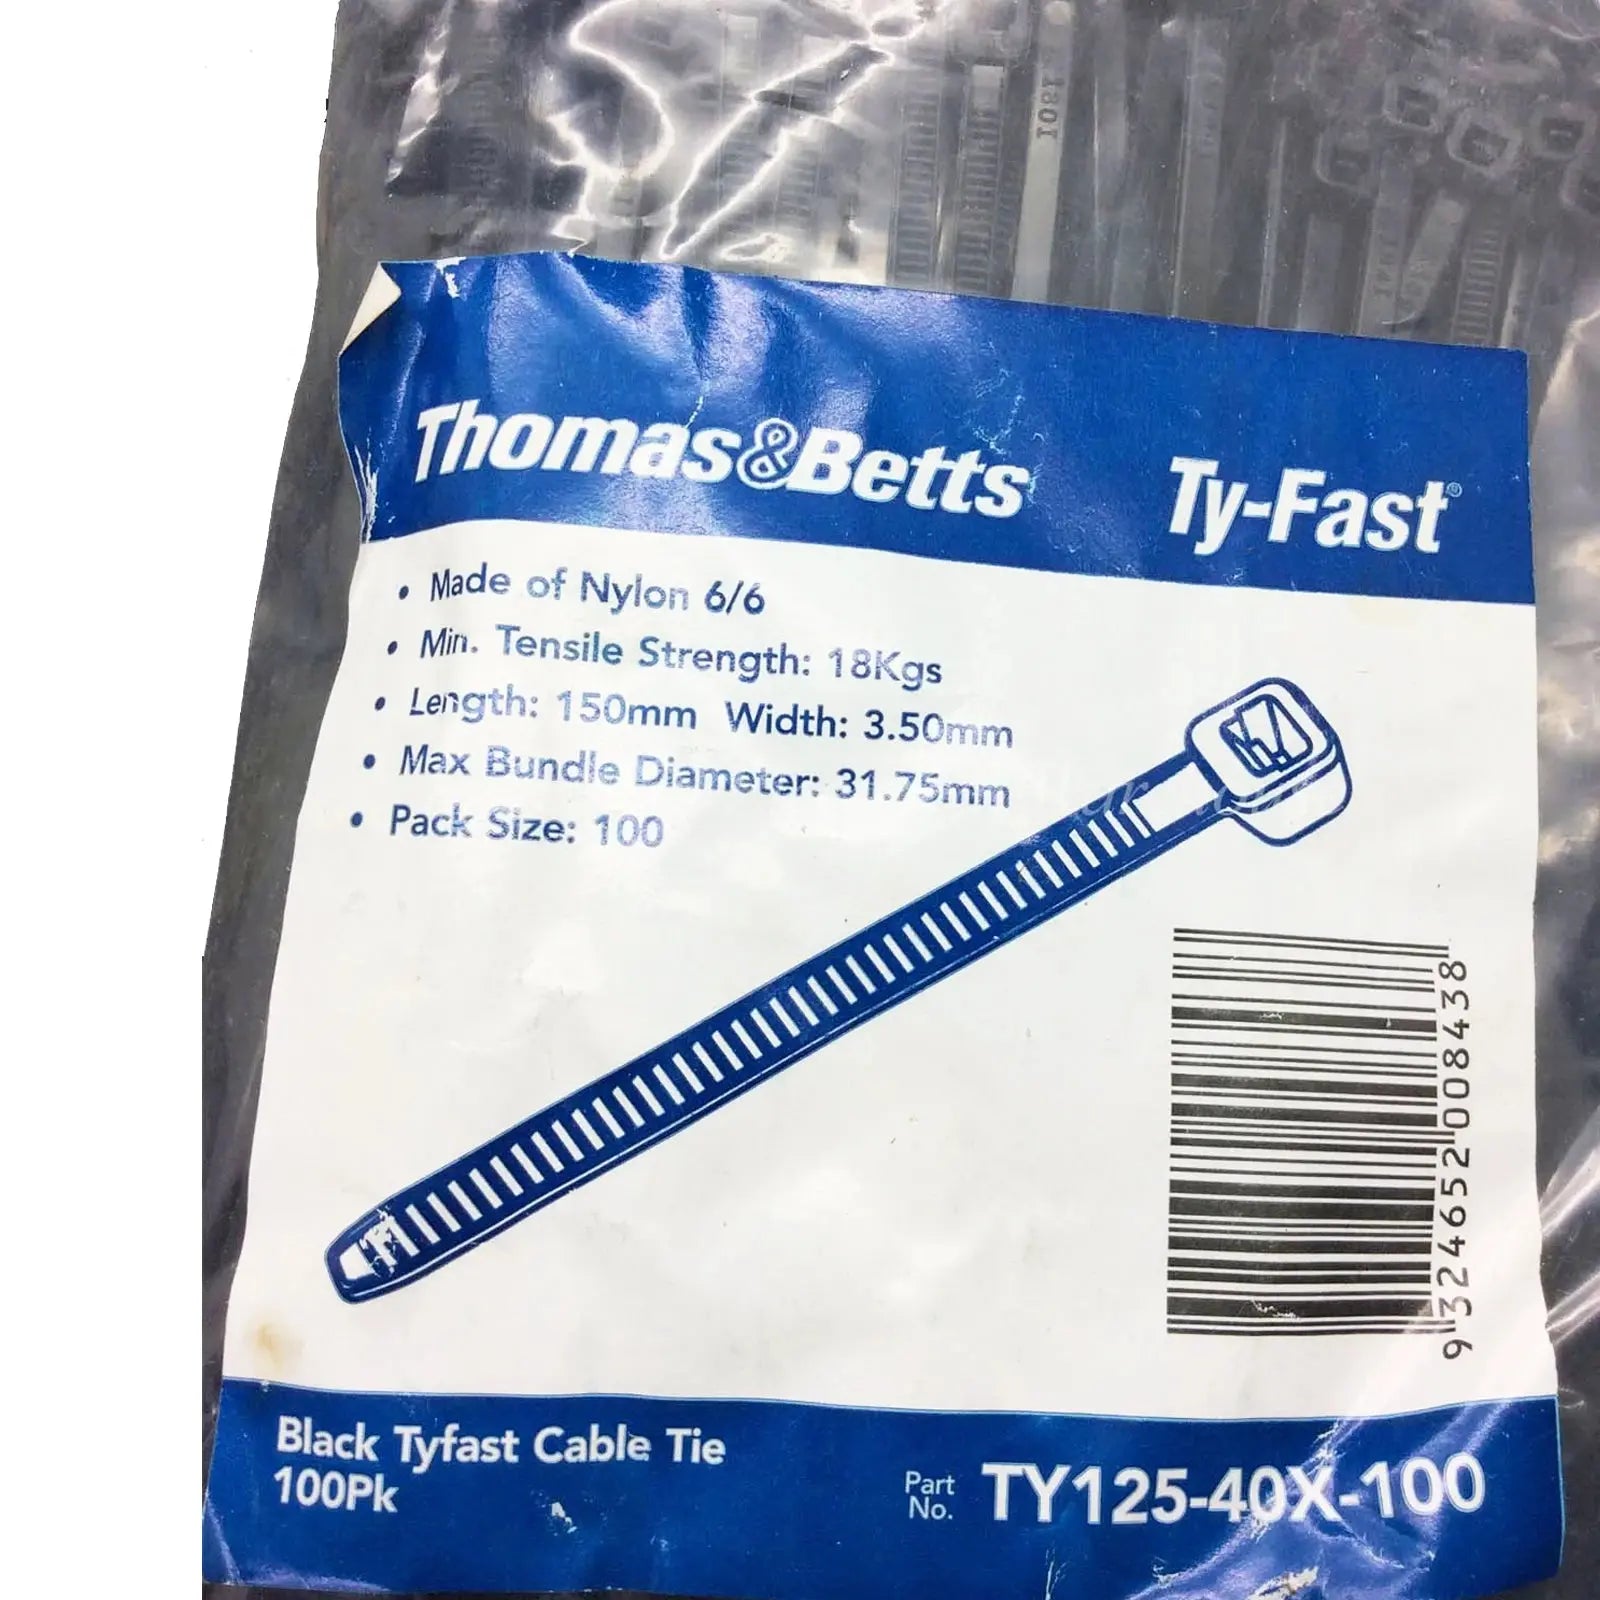 1801
Thomas&Betts Ty-Fast®
• Made of Nylon 6/6
• Min. Tensile Strength: 18Kgs
• Length: 150mm Width: 3.50mm
• Max Bundle Diameter: 31.75mm
• Pack Size: 100
9324652008438
Black Tyfast Cable Tie
100Pk
Part
No. TY125-40X-100